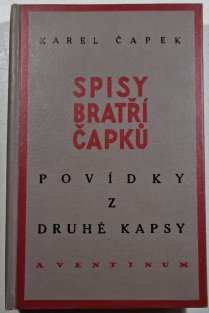 KAREL ČAPEK
SPISY
BRATŘÍ
ČAPKŮ
POVÍDKY
Z
DRUHÉ KAPSY
AVENTINUM